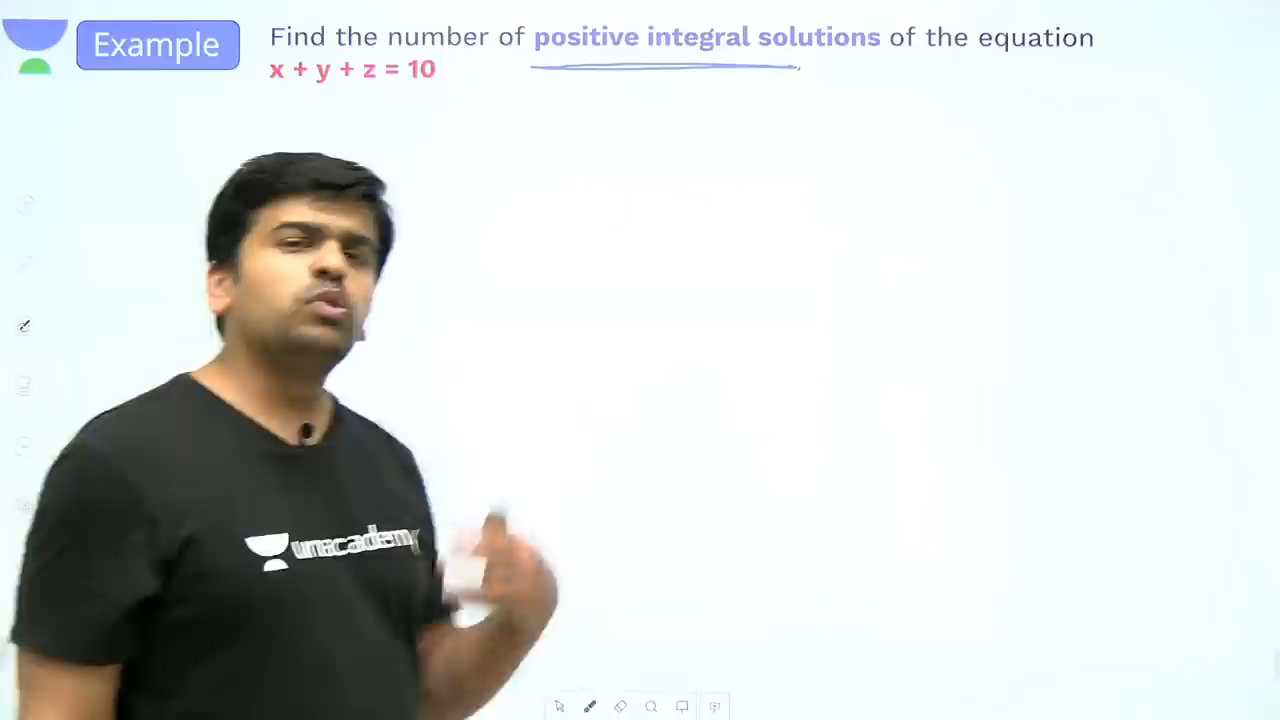 Example
Find the number of positive integral solutions of the equation
x + y + z = 10
unacademy